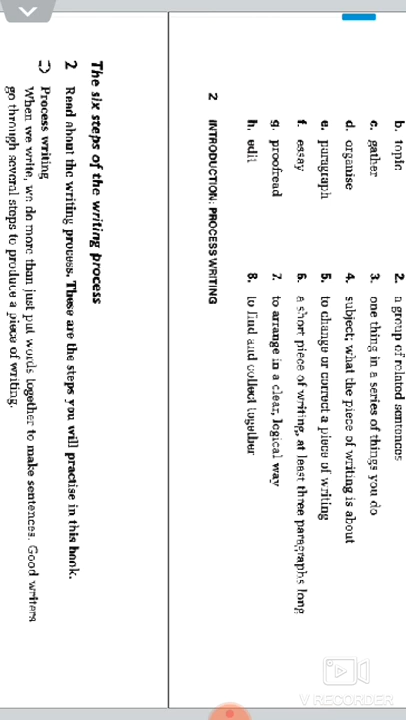 b. topic 2. a group of related sentences
c. gather 3. one thing in a series of things you do
d. organise 4. subject; what the piece of writing is about
e. paragraph 5. to change or correct a piece of writing
f. essay 6. a short piece of writing, at least three paragraphs long
g. proofread 7. to arrange in a clear, logical way
h. edit 8. to find and collect together
2 INTRODUCTION: PROCESS WRITING
The six steps of the writing process
2 Read about the writing process. These are the steps you will practise in this book.
Process writing
When we write, we do more than just put words together to make sentences. Good writers
go through several steps to produce a piece of writing.
V RECORDER